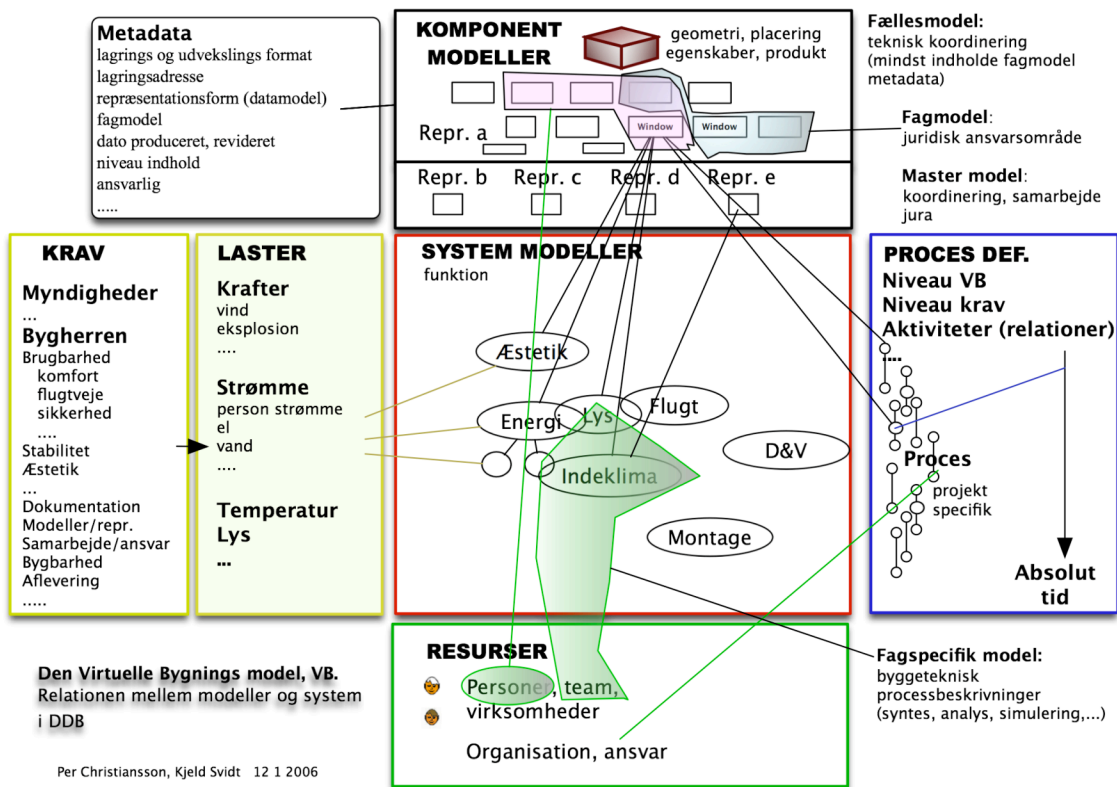 Metadata
lagrings og udvekslings format
lagringsadresse
repræsentationsform (datamodel)
fagmodel
dato produceret, revideret
niveau indhold
ansvarlig
.....
KOMPONENT
MODELLER
geometri, placering
egenskaber, produkt
Repr. a
Window
Window
Repr. b
Repr. c
Repr. d
Repr. e
Fællesmodel:
teknisk koordinering
(mindst indholde fagmodel
metadata)
Fagmodel:
juridisk ansvarsområde
Master model:
koordinering, samarbejde
jura
KRAV
Myndigheder
...
Bygherren
Brugbarhed
komfort
flugtveje
sikkerhed
....
Stabilitet
Æstetik
...
Dokumentation
Modeller/repr.
Samarbejde/ansvar
Bygbarhed
Aflevering
.....
LASTER
Krafter
vind
eksplosion
....
Strømme
person strømme
el
vand
....
Temperatur
Lys
...
SYSTEM MODELLER
funktion
Æstetik
Energi
Lys
Flugt
D&V
Indeklima
Montage
PROCES DEF.
Niveau VB
Niveau krav
Aktiviteter (relationer)
....
Proces
projekt
specifik
Absolut
tid
RESURSER
Personer, team,
virksomheder
Organisation, ansvar
Fagspecifik model:
byggeteknisk
processbeskrivninger
(syntes, analys, simulering,...)
Den Virtuelle Bygnings model, VB.
Relationen mellem modeller og system
i DDB
Per Christiansson, Kjeld Svidt 12 1 2006